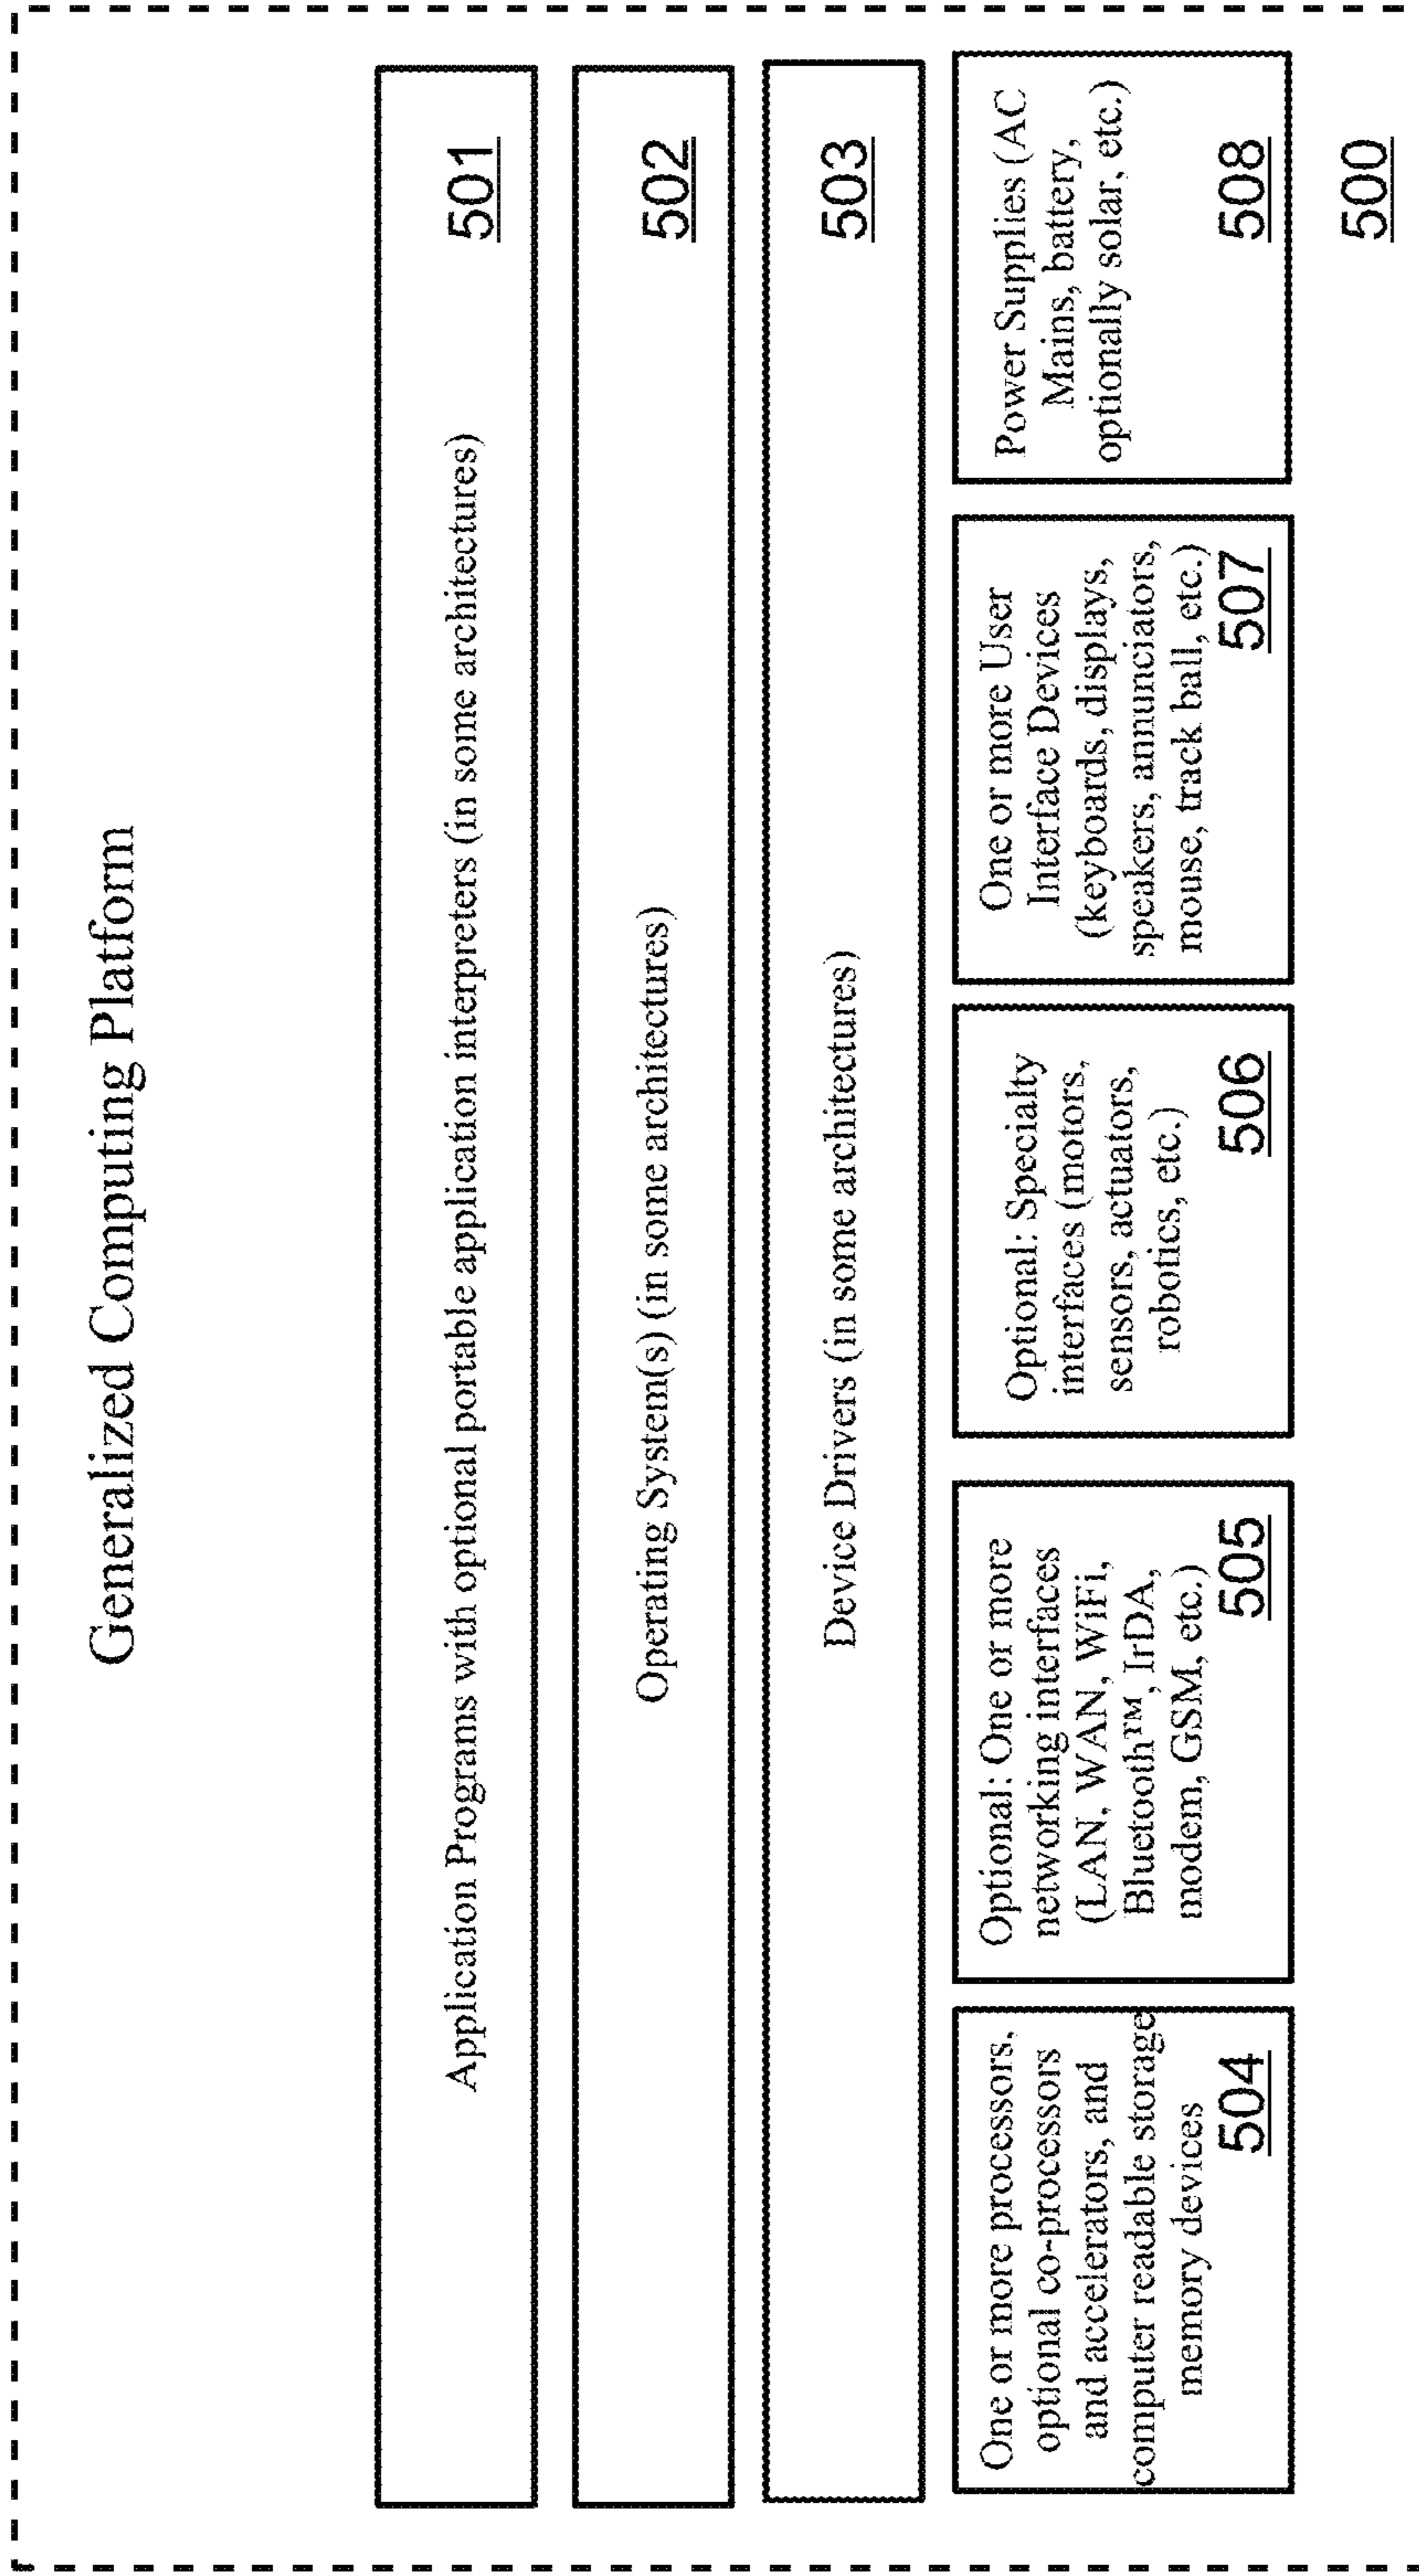 Generalized Computing Platform
Application Programs with optional portable application interpreters (in some architectures)
501
Operating System(s) (in some architectures)
502
Device Drivers (in some architectures)
503
One or more processors,
optional co-processors
and accelerators, and
computer readable storage
memory devices
504
Optional: One or more
networking interfaces
(LAN, WAN, WiFi,
Bluetooth™, IrDA,
modem, GSM, etc.)
505
Optional: Specialty
interfaces (motors,
sensors, actuators,
robotics, etc.)
506
One or more User
Interface Devices
(keyboards, displays,
speakers, annunciators,
mouse, track ball, etc.)
507
Power Supplies (AC
Mains, battery,
optionally solar, etc.)
508
500